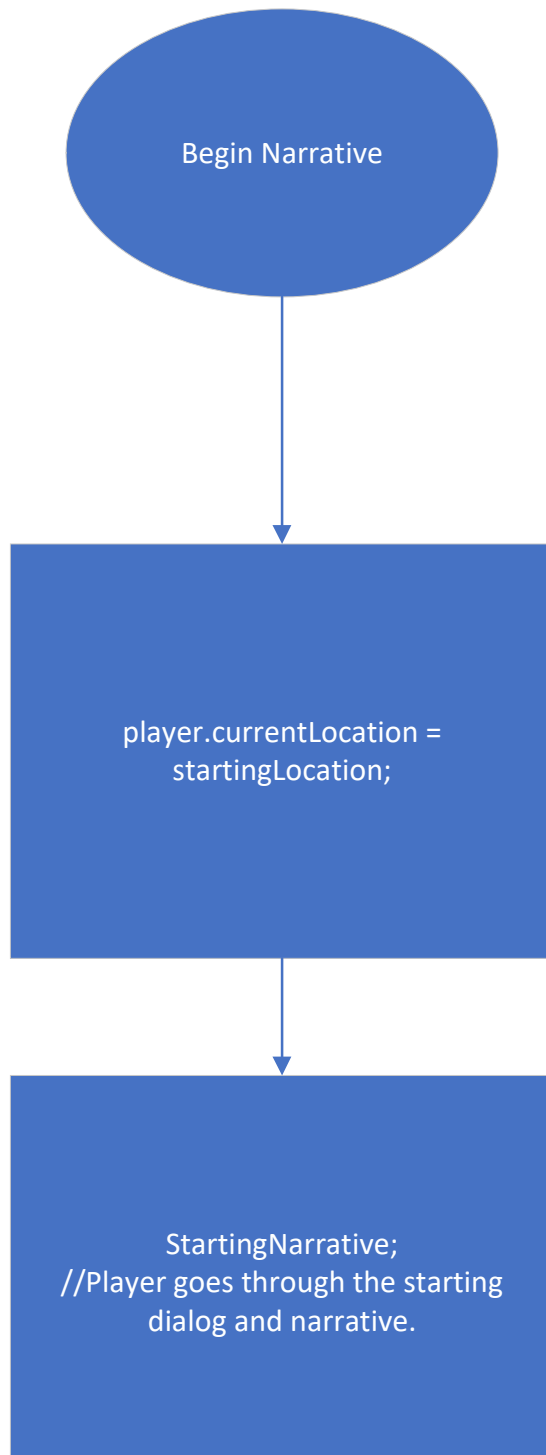 Begin Narrative
player.currentLocation =
startingLocation;
StartingNarrative;
//Player goes through the starting
dialog and narrative.